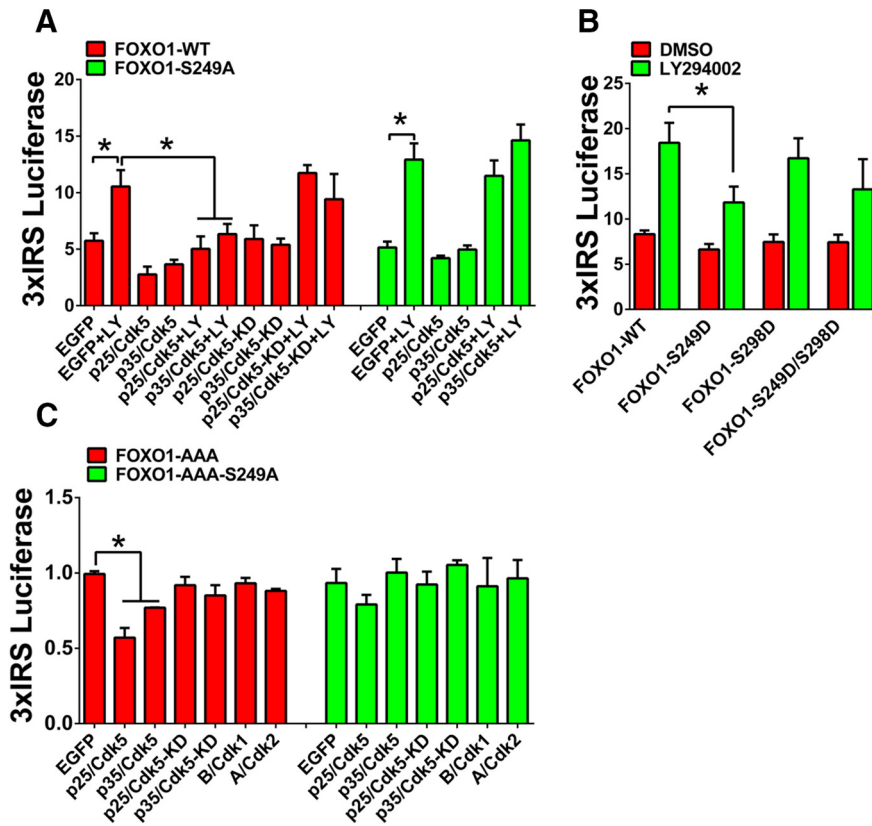 A
FOXO1-WT
FOXO1-S249A
3xIRS Luciferase
20
15
10
5
0
*
*
*
EGFP
EGFP+LY
p25/Cdk5
p35/Cdk5
p25/Cdk5+LY
p35/Cdk5+LY
p25/Cdk5-KD
p35/Cdk5-KD
p25/Cdk5-KD+LY
p35/Cdk5-KD+LY
EGFP
EGFP+LY
p25/Cdk5
p35/Cdk5
p25/Cdk5+LY
p35/Cdk5+LY
B
DMSO
LY294002
3xIRS Luciferase
25
20
15
10
5
0
*
FOXO1-WT
FOXO1-S249D
FOXO1-S298D
FOXO1-S249D/S298D
C
FOXO1-AAA
FOXO1-AAA-S249A
3xIRS Luciferase
1.5
1.0
0.5
0.0
*
EGFP
p25/Cdk5
p35/Cdk5
p25/Cdk5-KD
p35/Cdk5-KD
B/Cdk1
A/Cdk2
EGFP
p25/Cdk5
p35/Cdk5
p25/Cdk5-KD
p35/Cdk5-KD
B/Cdk1
A/Cdk2